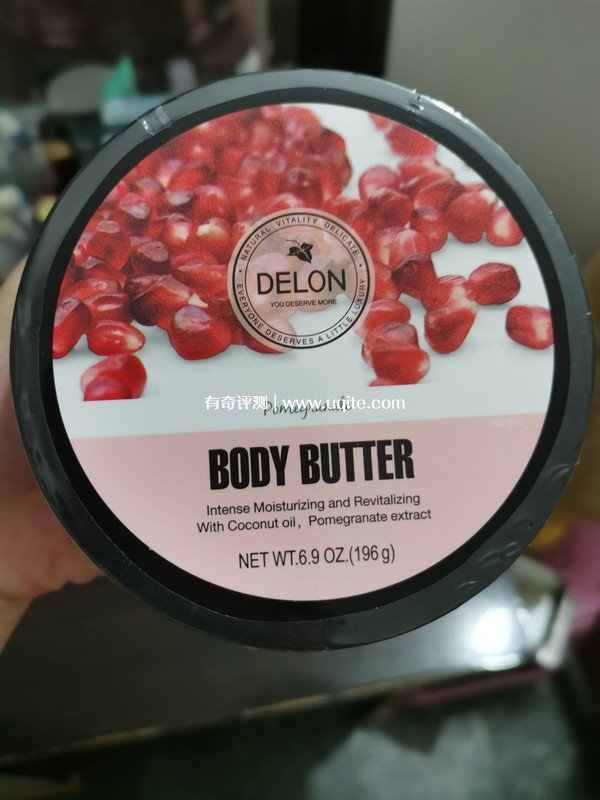 NATURAL VITALITY DELICATE
DELON
YOU DESERVE MORE
EVERYONE DESERVES A LITTLE LUXURY
有奇评测 | www.uqite.com
Pomegranate
BODY BUTTER
Intense Moisturizing and Revitalizing
With Coconut oil, Pomegranate extract
NET WT.6.9 OZ.(196g)